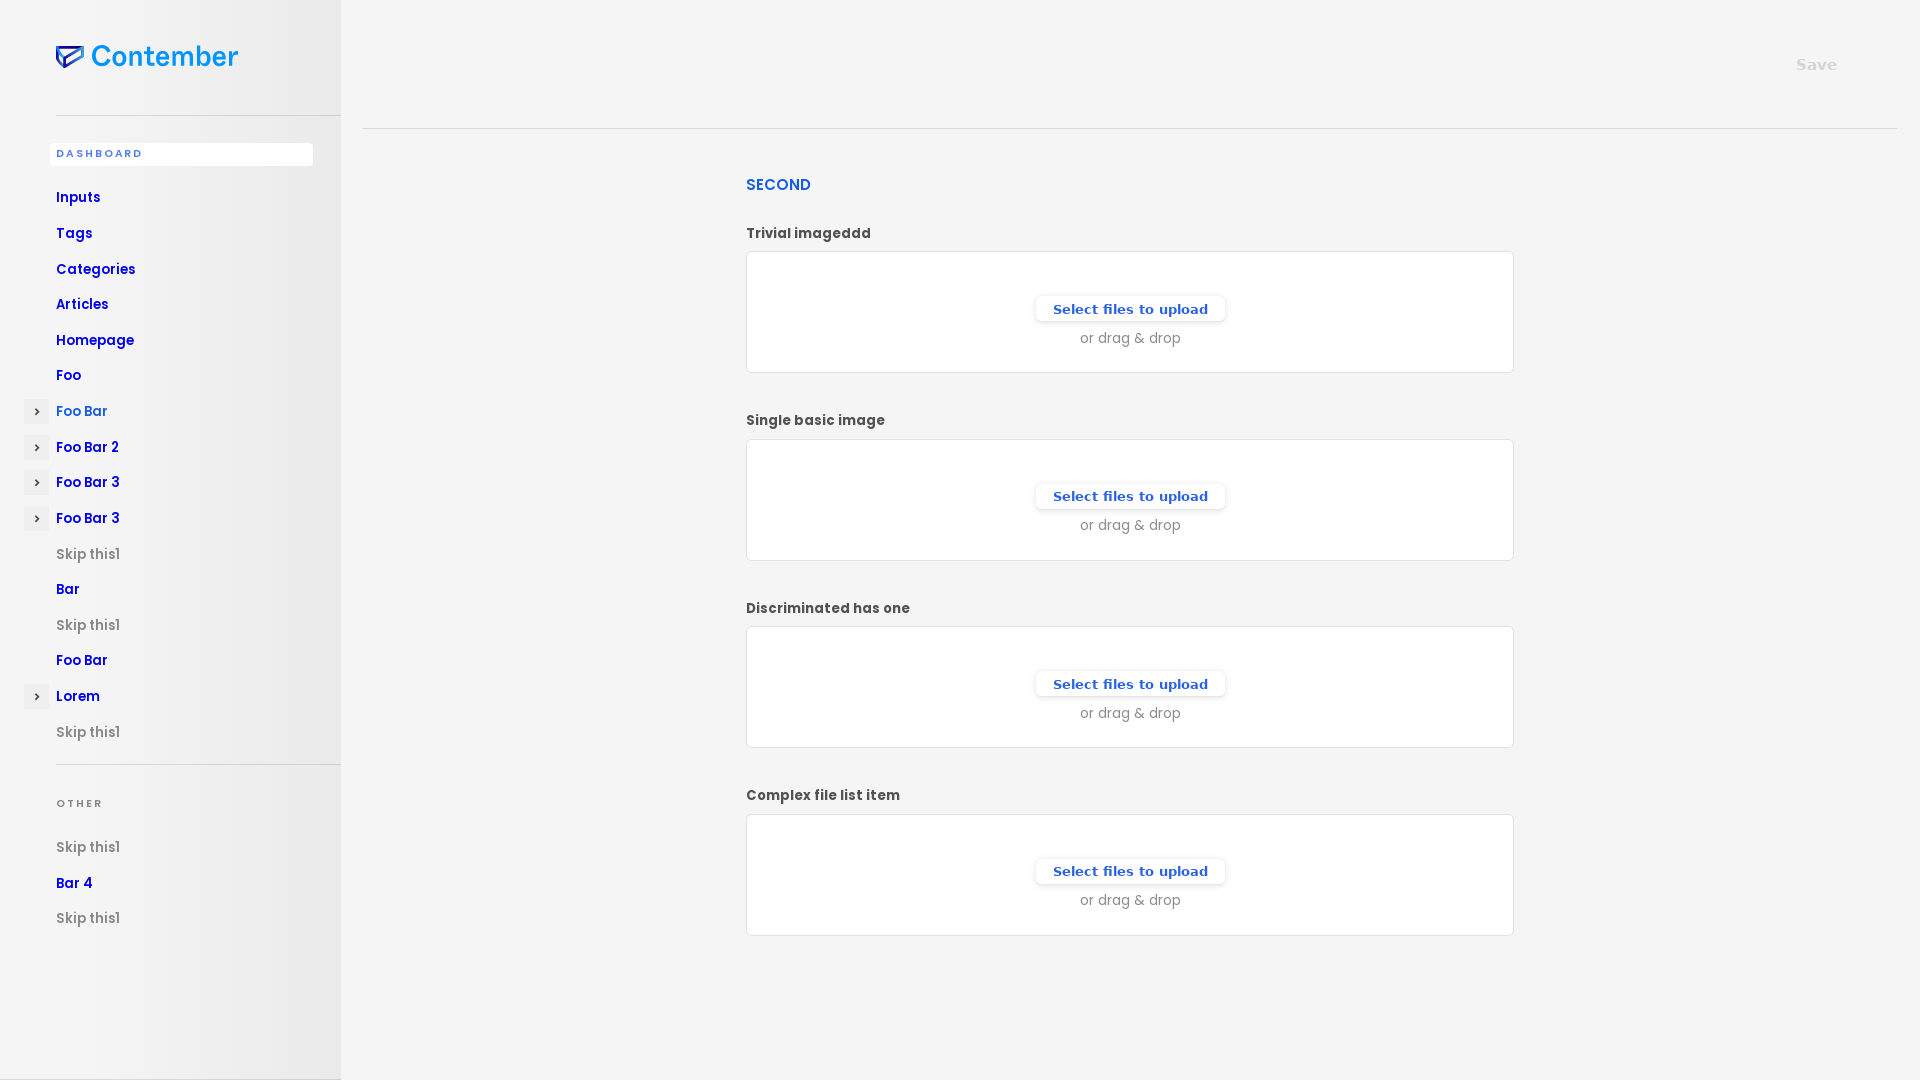 Contember
DASHBOARD
Inputs
Tags
Categories
Articles
Homepage
Foo
Foo Bar
Foo Bar 2
Foo Bar 3
Foo Bar 3
Skip this1
Bar
Skip this1
Foo Bar
Lorem
Skip this1
OTHER
Skip this1
Bar 4
Skip this1
Save
SECOND
Trivial imageddd
Select files to upload
or drag & drop
Single basic image
Select files to upload
or drag & drop
Discriminated has one
Select files to upload
or drag & drop
Complex file list item
Select files to upload
or drag & drop